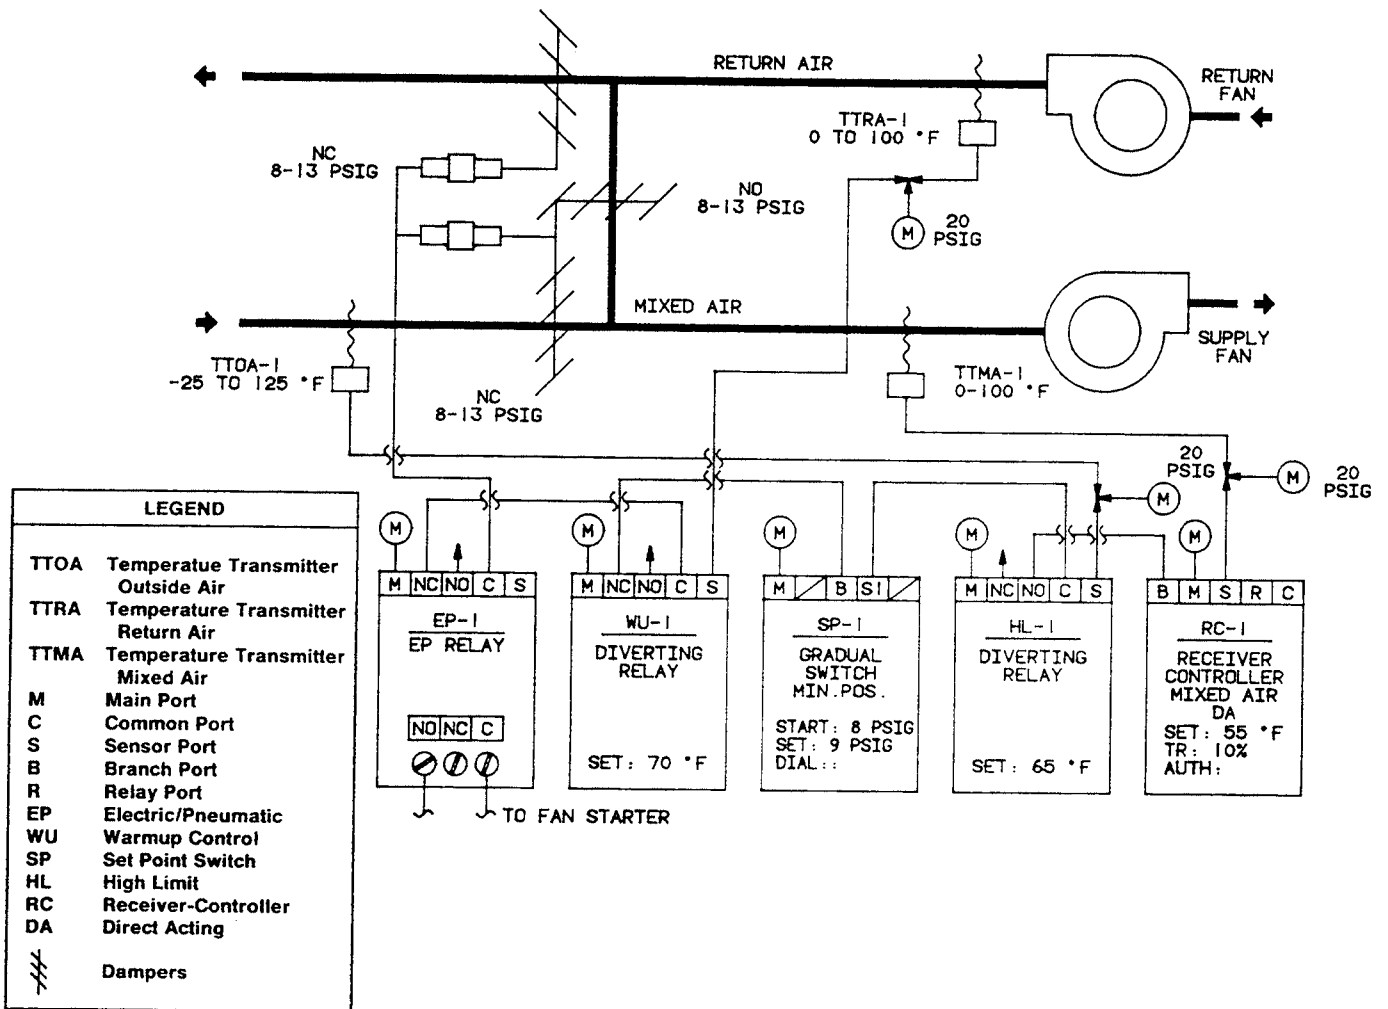 RETURN AIR
RETURN
FAN
TTRA-1
0 TO 100 °F
NC
8-13 PSIG
NO
8-13 PSIG
M
20
PSIG
MIXED AIR
SUPPLY
FAN
TTOA-1
-25 TO 125 °F
TTMA-1
0-100 °F
NC
8-13 PSIG
20
PSIG
M
M
20
PSIG
LEGEND
TTOA Temperatue Transmitter
Outside Air
TTRA Temperature Transmitter
Return Air
TTMA Temperature Transmitter
Mixed Air
M Main Port
C Common Port
S Sensor Port
B Branch Port
R Relay Port
EP Electric/Pneumatic
WU Warmup Control
SP Set Point Switch
HL High Limit
RC Receiver-Controller
DA Direct Acting
Dampers
M
M NC NO C S
EP-1
EP RELAY
NO NC C
TO FAN STARTER
M
M NC NO C S
WU-1
DIVERTING
RELAY
SET: 70 °F
M
M B S1
SP-1
GRADUAL
SWITCH
MIN.POS.
START: 8 PSIG
SET: 9 PSIG
DIAL::
M
M NC NO C S
HL-1
DIVERTING
RELAY
SET: 65 °F
M
B M S R C
RC-1
RECEIVER
CONTROLLER
MIXED AIR
DA
SET: 55 °F
TR: 10%
AUTH: